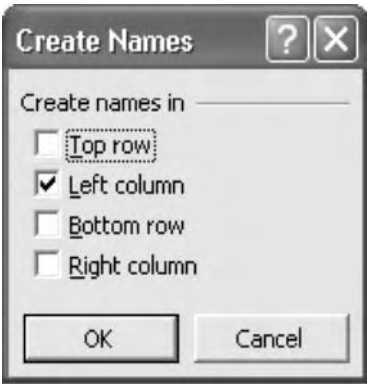 Create Names
Create names in
Top row
Left column
Bottom row
Right column
OK
Cancel